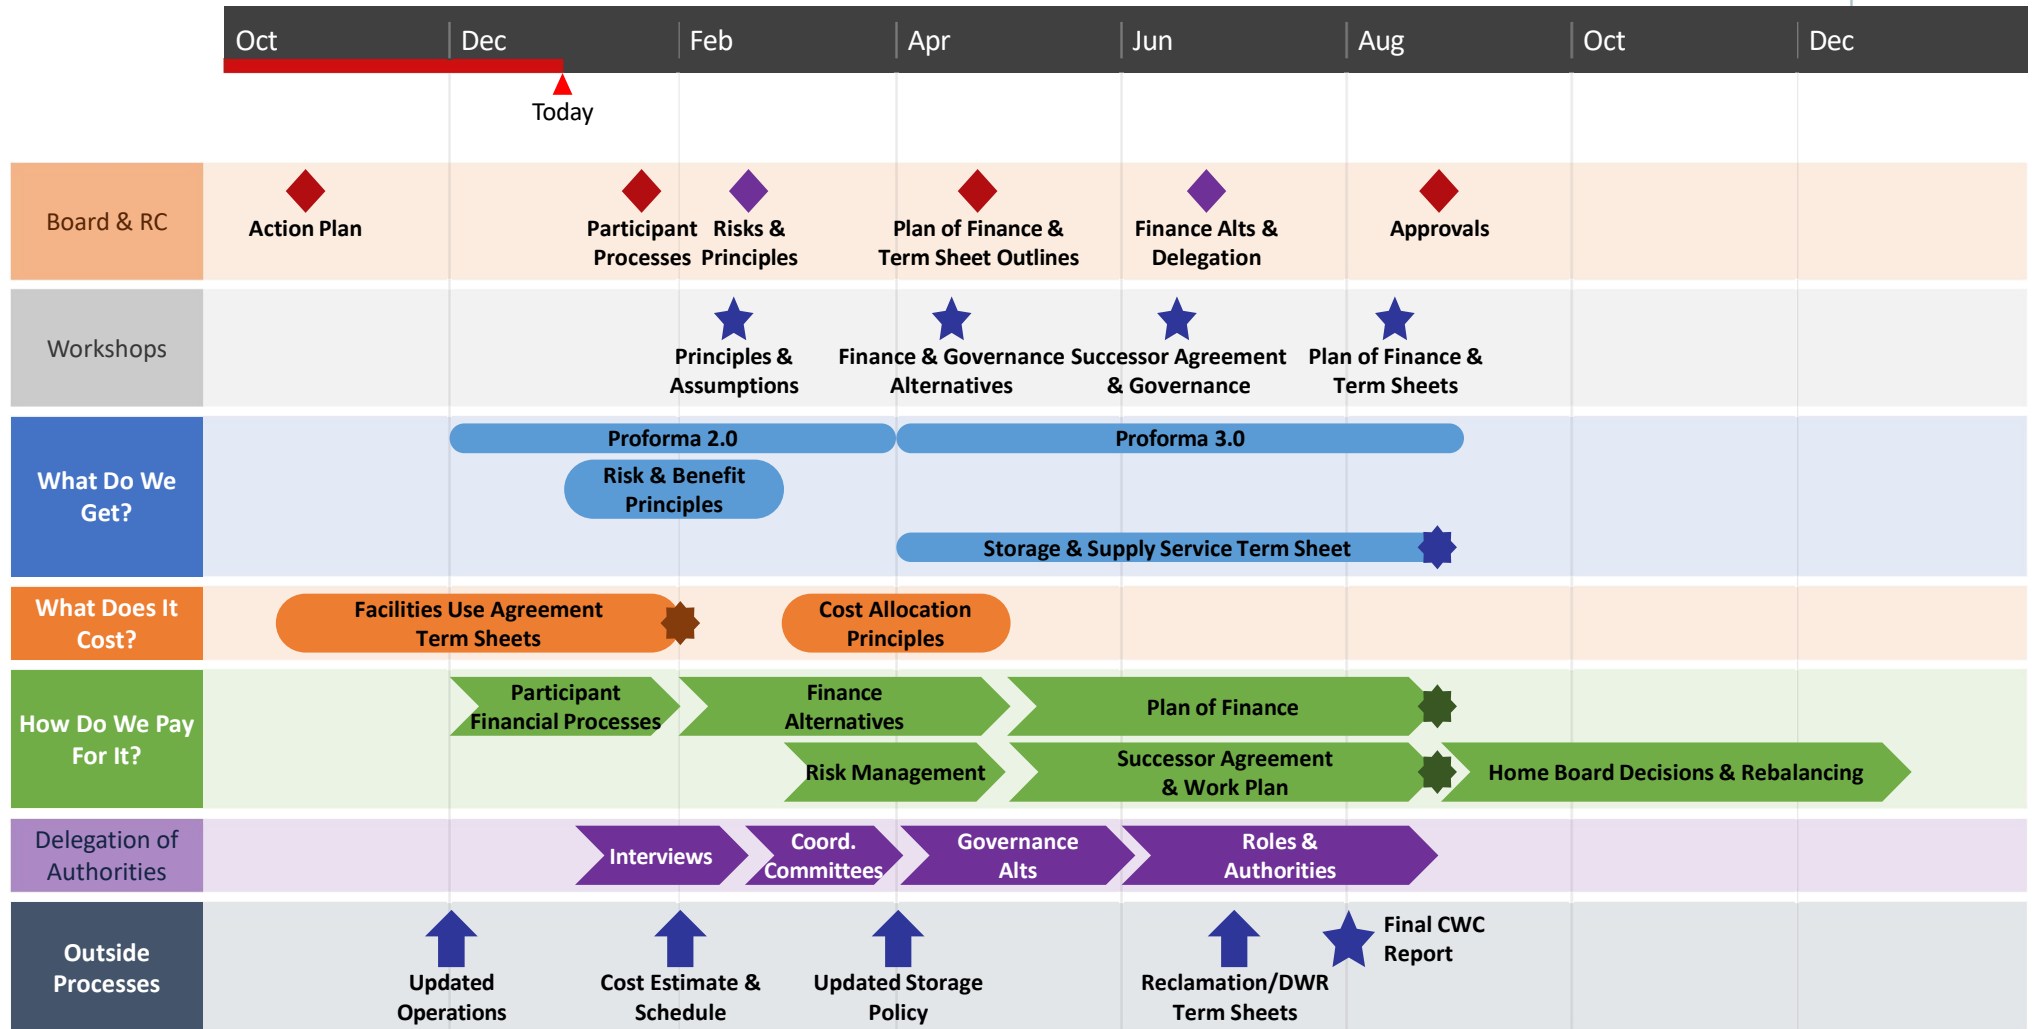 Oct
Dec
Feb
Apr
Jun
Aug
Oct
Dec
Today
Board & RC
Action Plan
Participant
Processes
Risks &
Principles
Plan of Finance &
Term Sheet Outlines
Finance Alts &
Delegation
Approvals
Workshops
Principles &
Assumptions
Finance & Governance
Alternatives
Successor Agreement
& Governance
Plan of Finance &
Term Sheets
What Do We
Get?
Proforma 2.0
Proforma 3.0
Risk & Benefit
Principles
Storage & Supply Service Term Sheet
What Does It
Cost?
Facilities Use Agreement
Term Sheets
Cost Allocation
Principles
How Do We Pay
For It?
Participant
Financial Processes
Finance
Alternatives
Plan of Finance
Risk Management
Successor Agreement
& Work Plan
Home Board Decisions & Rebalancing
Delegation of
Authorities
Interviews
Coord.
Committees
Governance
Alts
Roles &
Authorities
Outside
Processes
Updated
Operations
Cost Estimate &
Schedule
Updated Storage
Policy
Reclamation/DWR
Term Sheets
Final CWC
Report